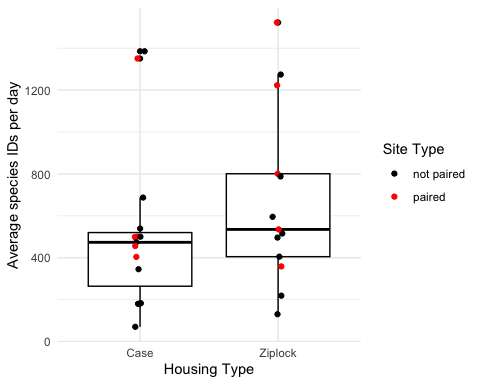 Average species IDs per day
1200
800
400
0
Case
Ziplock
Housing Type
Site Type
not paired
paired